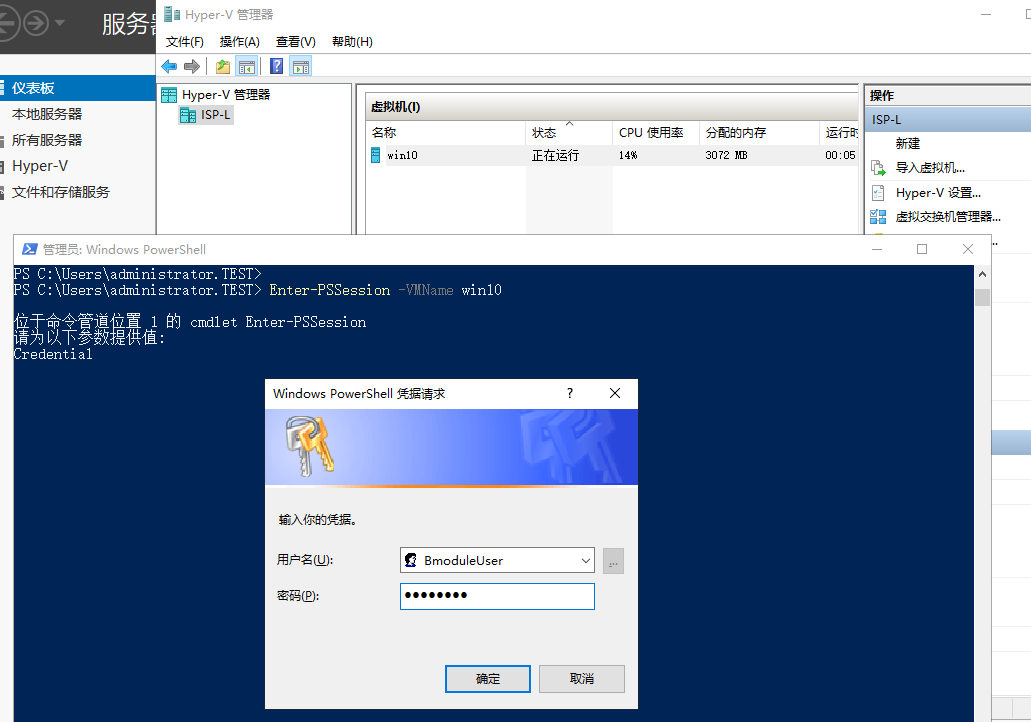 服务器
Hyper-V 管理器
文件(F) 操作(A) 查看(V) 帮助(H)
仪表板
本地服务器
所有服务器
Hyper-V
文件和存储服务
Hyper-V 管理器
ISP-L
虚拟机(I)
名称 状态 CPU 使用率 分配的内存 运行时
win10 正在运行 14% 3072 MB 00:05
操作
ISP-L
新建
导入虚拟机...
Hyper-V 设置...
虚拟交换机管理器...
管理员: Windows PowerShell
PS C:\Users\administrator.TEST>
PS C:\Users\administrator.TEST> Enter-PSSession -VMName win10
位于命令管道位置 1 的 cmdlet Enter-PSSession
请为以下参数提供值:
Credential
Windows PowerShell 凭据请求
输入你的凭据。
用户名(U): BmoduleUser
密码(P): ●●●●●●●●
确定 取消